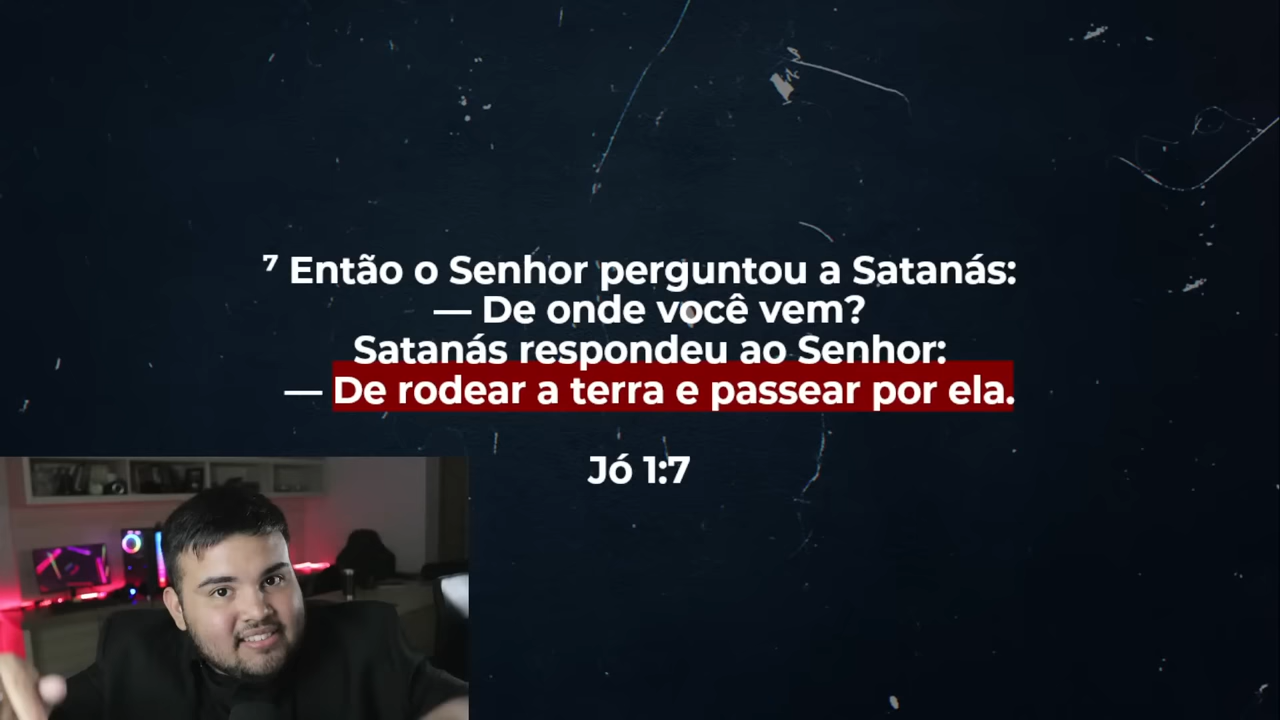 ⁷ Então o Senhor perguntou a Satanás:
— De onde você vem?
Satanás respondeu ao Senhor:
— De rodear a terra e passear por ela.
Jó 1:7